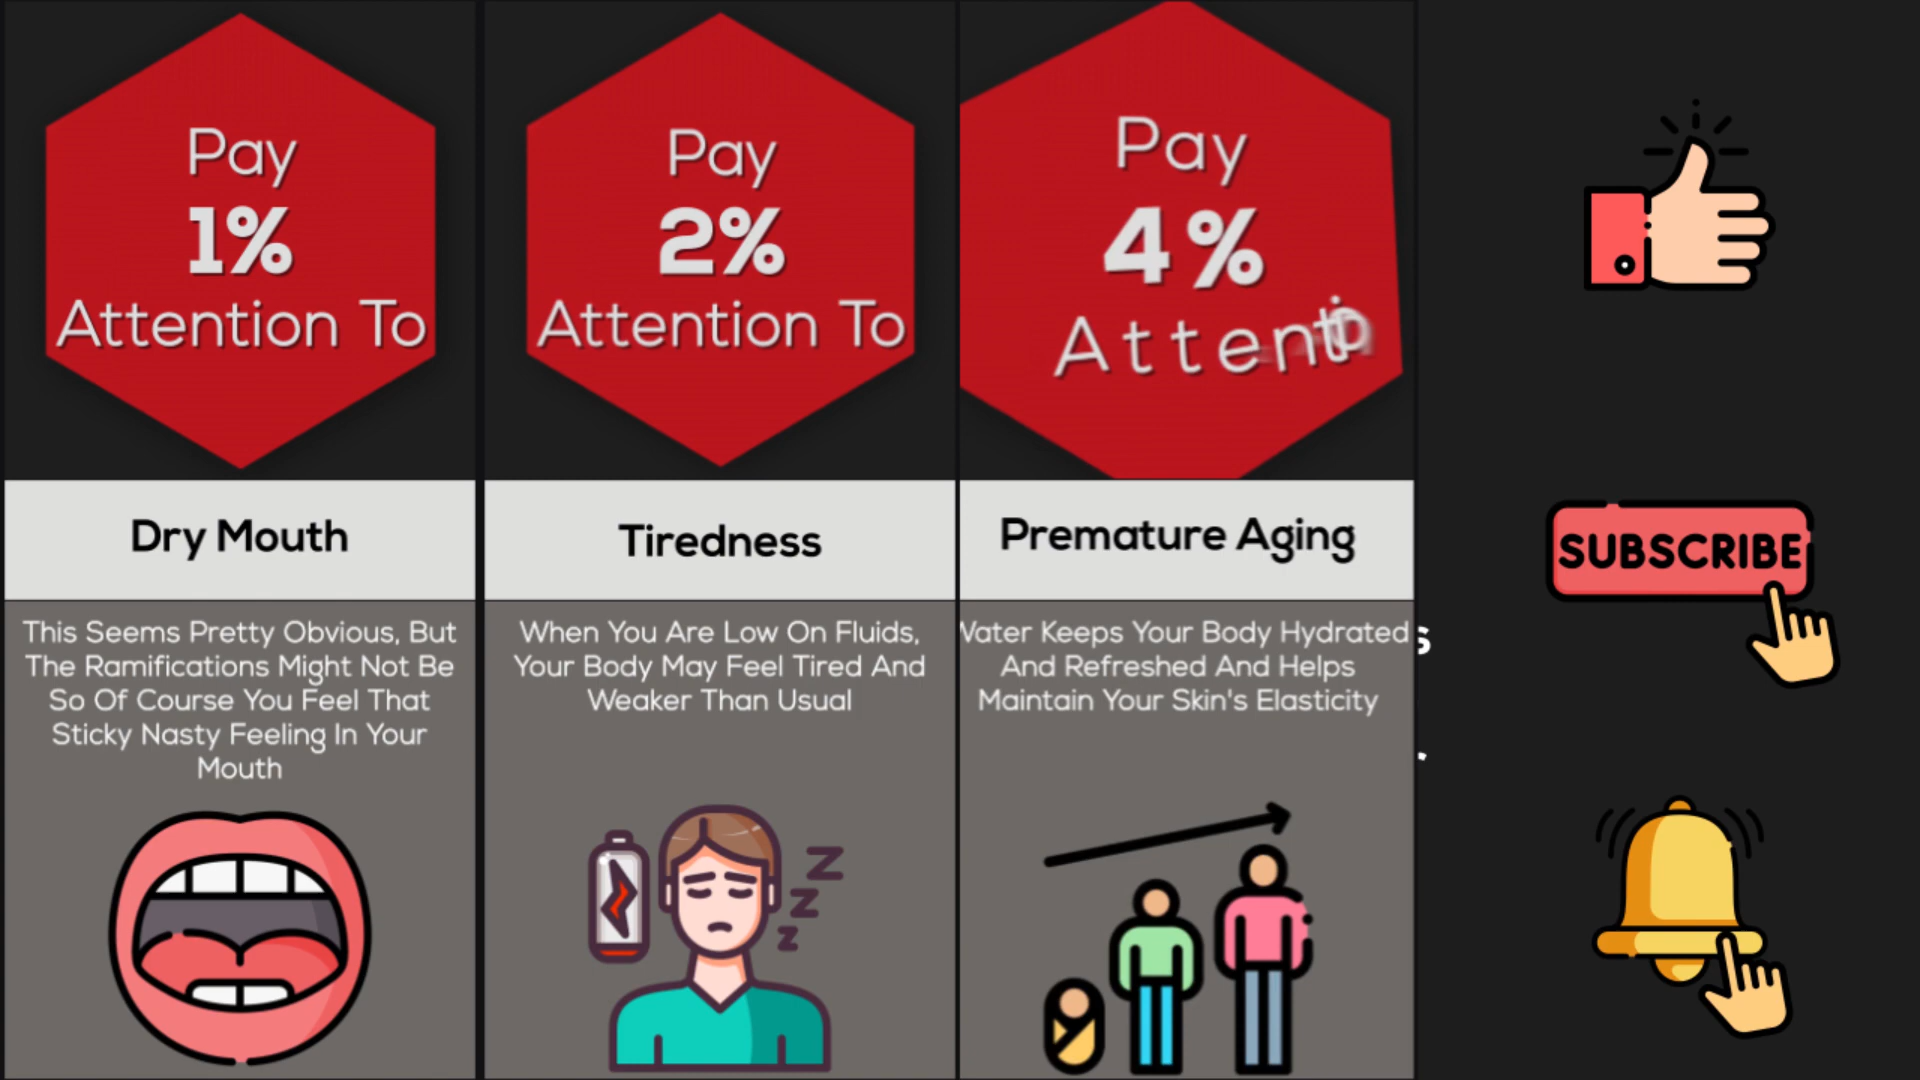 Pay
1%
Attention To
Dry Mouth
This Seems Pretty Obvious, But
The Ramifications Might Not Be
So Of Course You Feel That
Sticky Nasty Feeling In Your
Mouth
Pay
2%
Attention To
Tiredness
When You Are Low On Fluids,
Your Body May Feel Tired And
Weaker Than Usual
z
z
z
Pay
4%
Premature Aging
Water Keeps Your Body Hydrated
And Refreshed And Helps
Maintain Your Skin's Elasticity
SUBSCRIBE